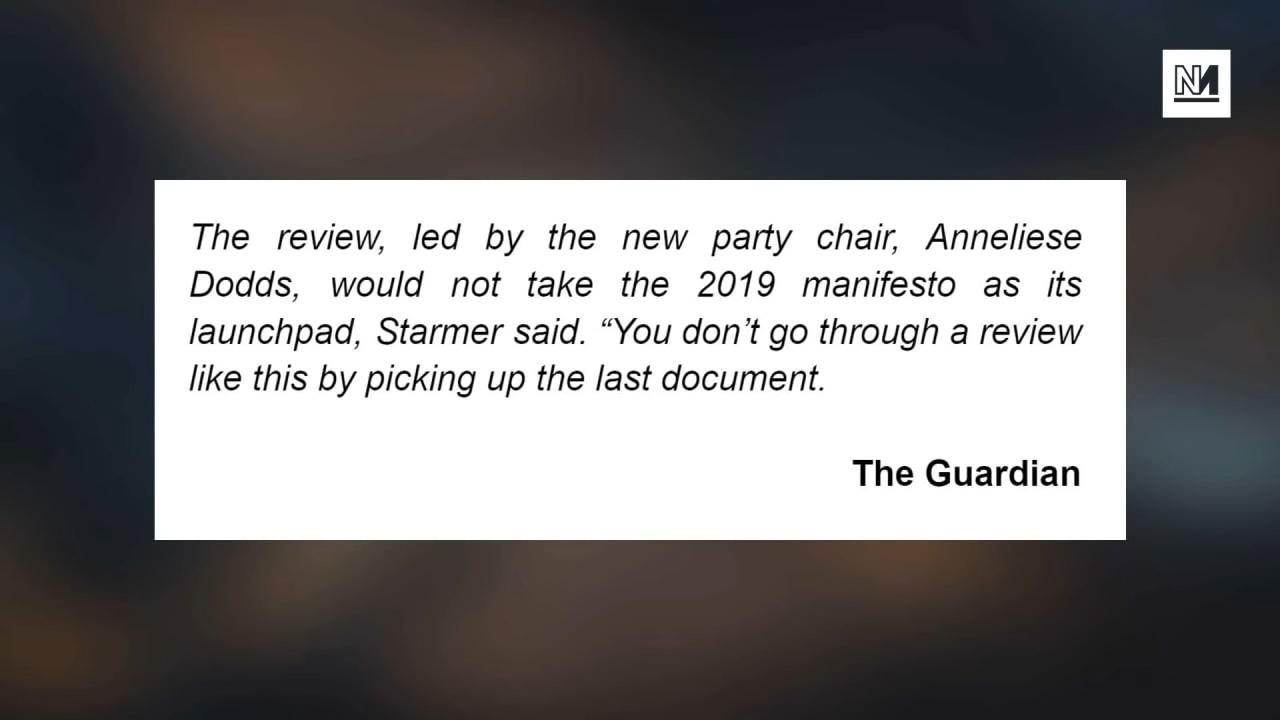 NM
The review, led by the new party chair, Anneliese
Dodds, would not take the 2019 manifesto as its
launchpad, Starmer said. “You don’t go through a review
like this by picking up the last document.
The Guardian